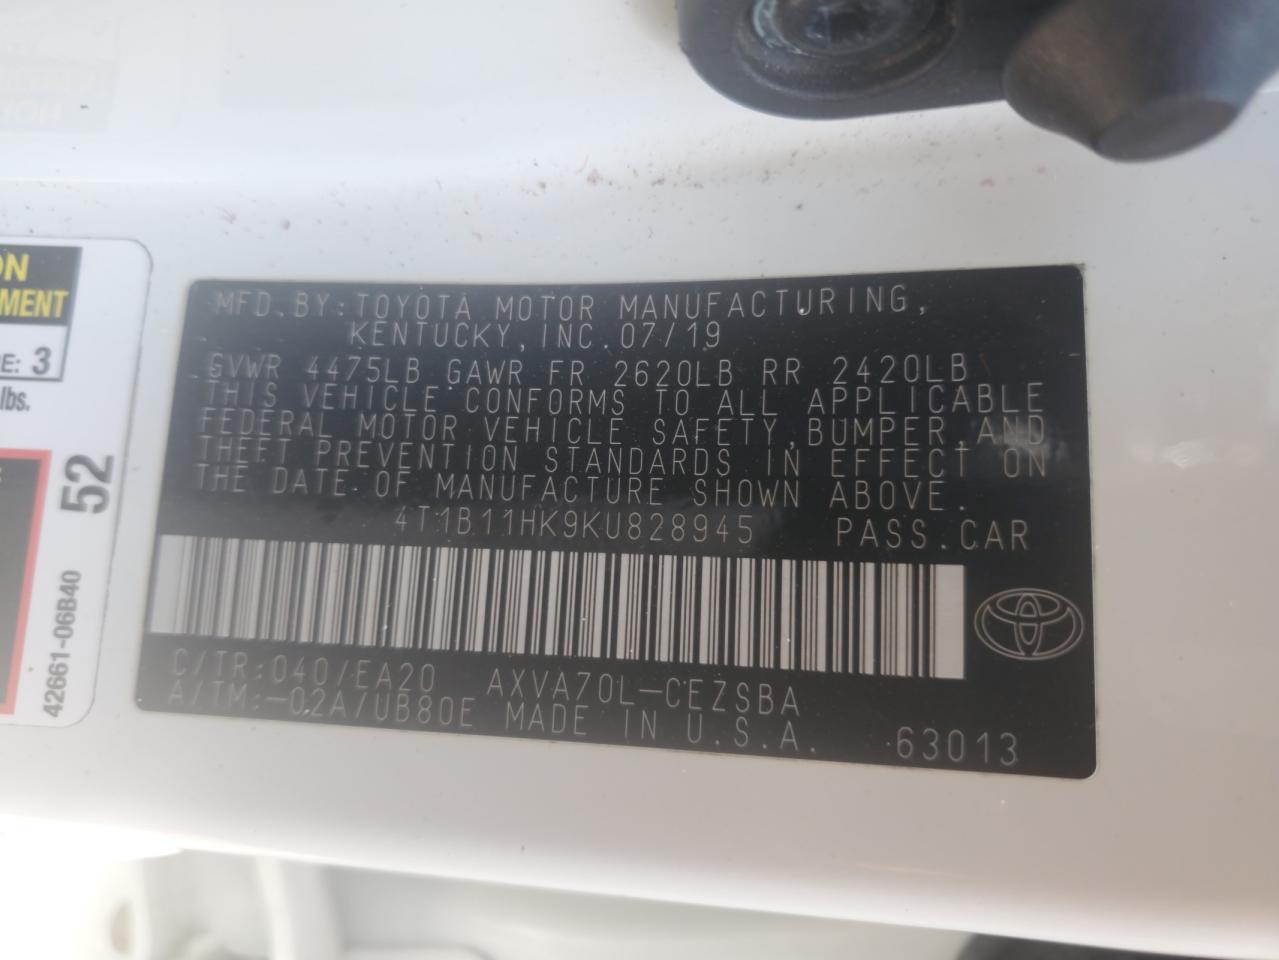 ON
MENT
RE: 3
lbs.
52
42661-06B40
MFD. BY: TOYOTA MOTOR MANUFACTURING,
KENTUCKY, INC. 07/19
GVWR 4475LB GAWR FR 2620LB RR 2420LB
THIS VEHICLE CONFORMS TO ALL APPLICABLE
FEDERAL MOTOR VEHICLE SAFETY, BUMPER, AND
THEFT PREVENTION STANDARDS IN EFFECT ON
THE DATE OF MANUFACTURE SHOWN ABOVE.
4T1B11HK9KU828945 PASS. CAR
C/TR: 040/EA20 AXVA70L-CEZSBA
A/TM: -02A/UB80E MADE IN U.S.A. 63013